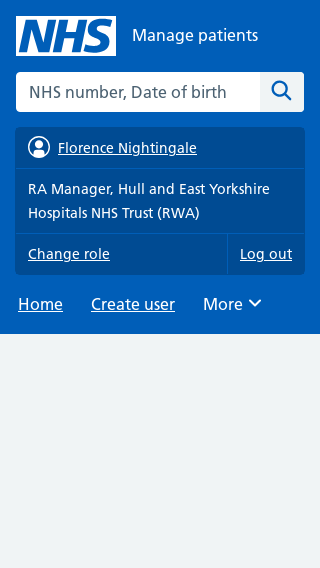 NHS Manage patients
NHS number, Date of birth
Florence Nightingale
RA Manager, Hull and East Yorkshire
Hospitals NHS Trust (RWA)
Change role Log out
Home Create user More